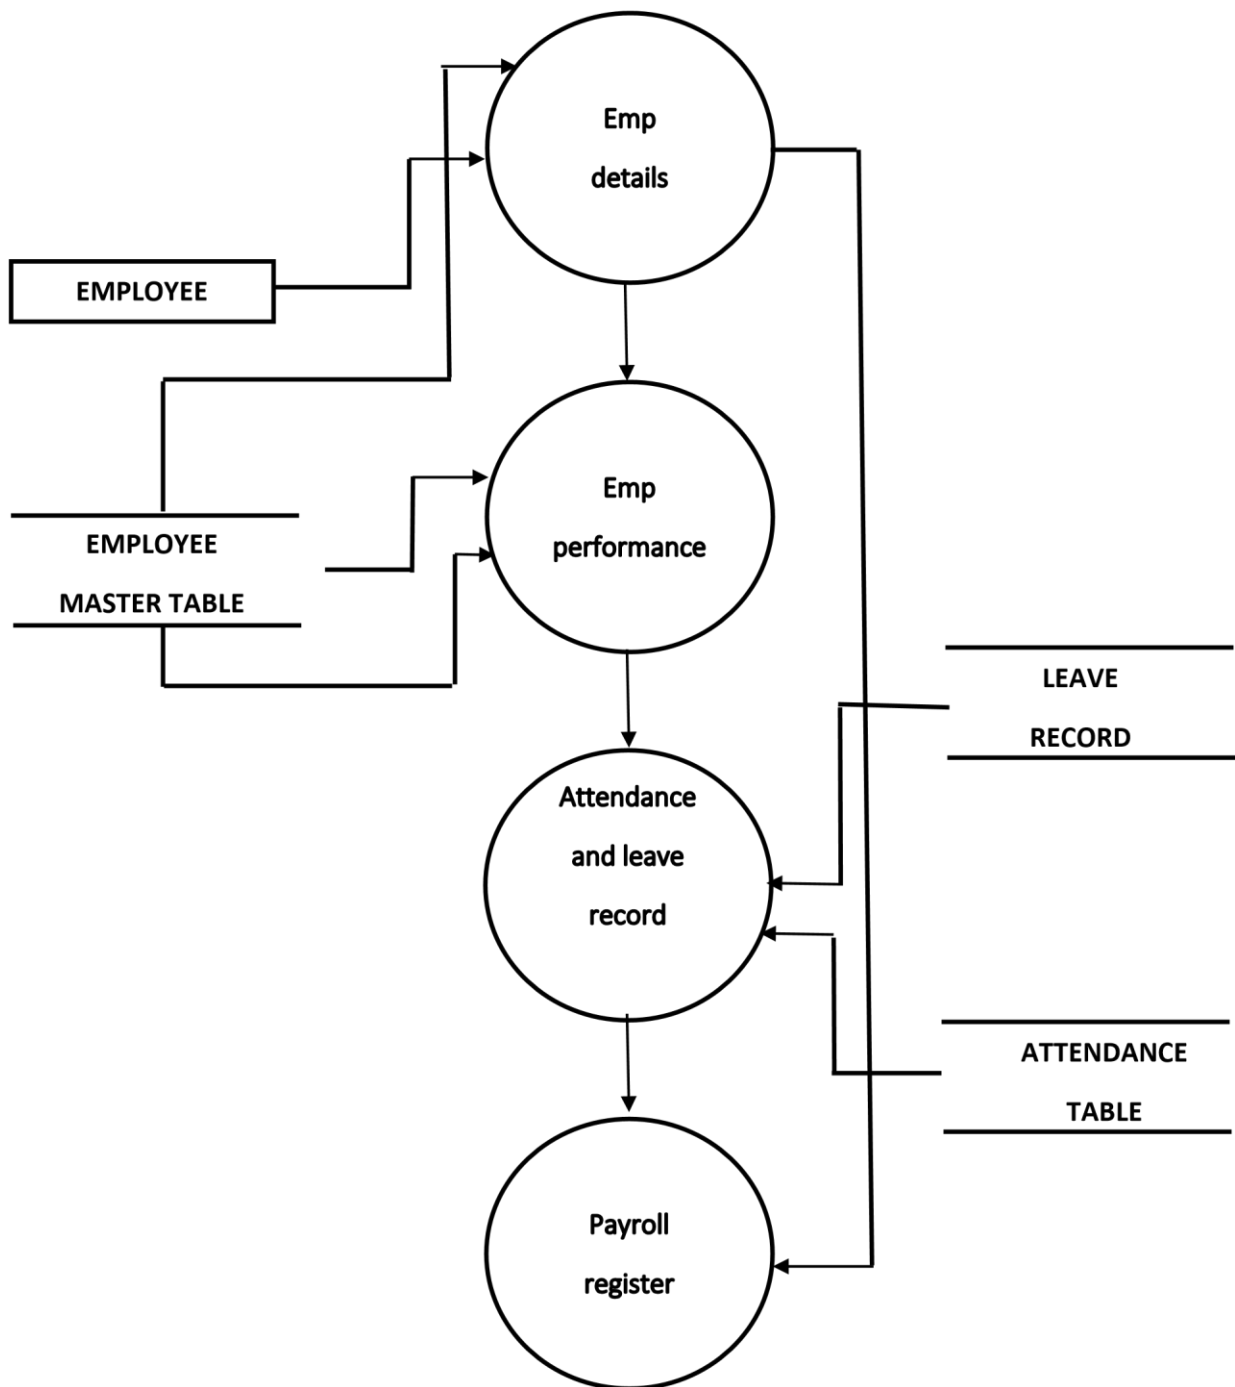 Emp
details
EMPLOYEE
Emp
performance
EMPLOYEE
MASTER TABLE
LEAVE
RECORD
Attendance
and leave
record
ATTENDANCE
TABLE
Payroll
register